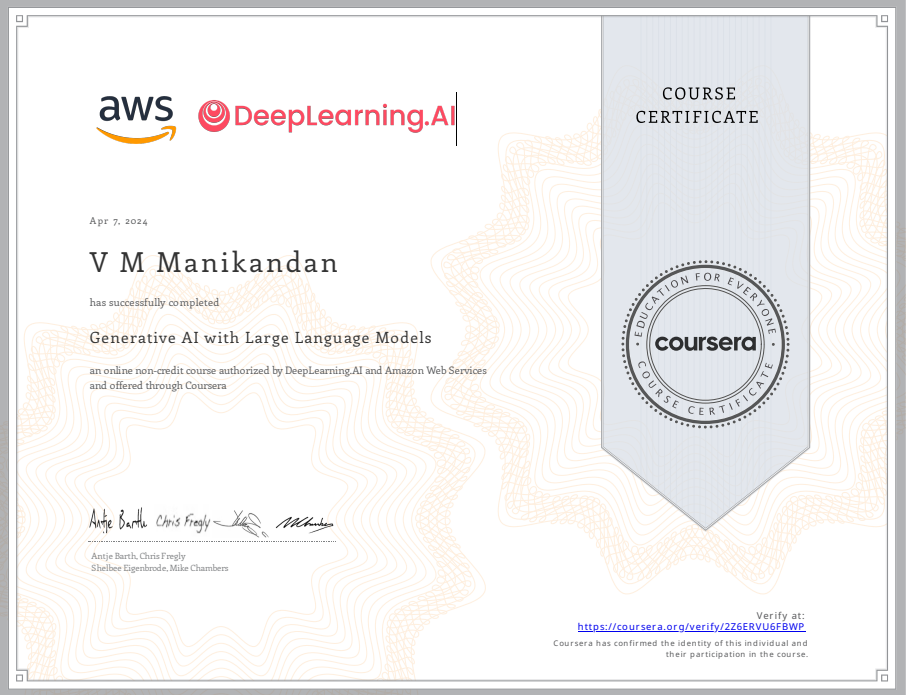 aws DeepLearning.AI
COURSE
CERTIFICATE
Apr 7, 2024
V M Manikandan
has successfully completed
Generative AI with Large Language Models
an online non-credit course authorized by DeepLearning.AI and Amazon Web Services
and offered through Coursera
EDUCATION FOR EVERYONE
coursera
COURSE CERTIFICATE
Antje Barth Chris Fregly
Antje Barth, Chris Fregly
Shelbee Eigenbrode, Mike Chambers
Verify at:
https://coursera.org/verify/2Z6ERVU6FBWP
Coursera has confirmed the identity of this individual and
their participation in the course.